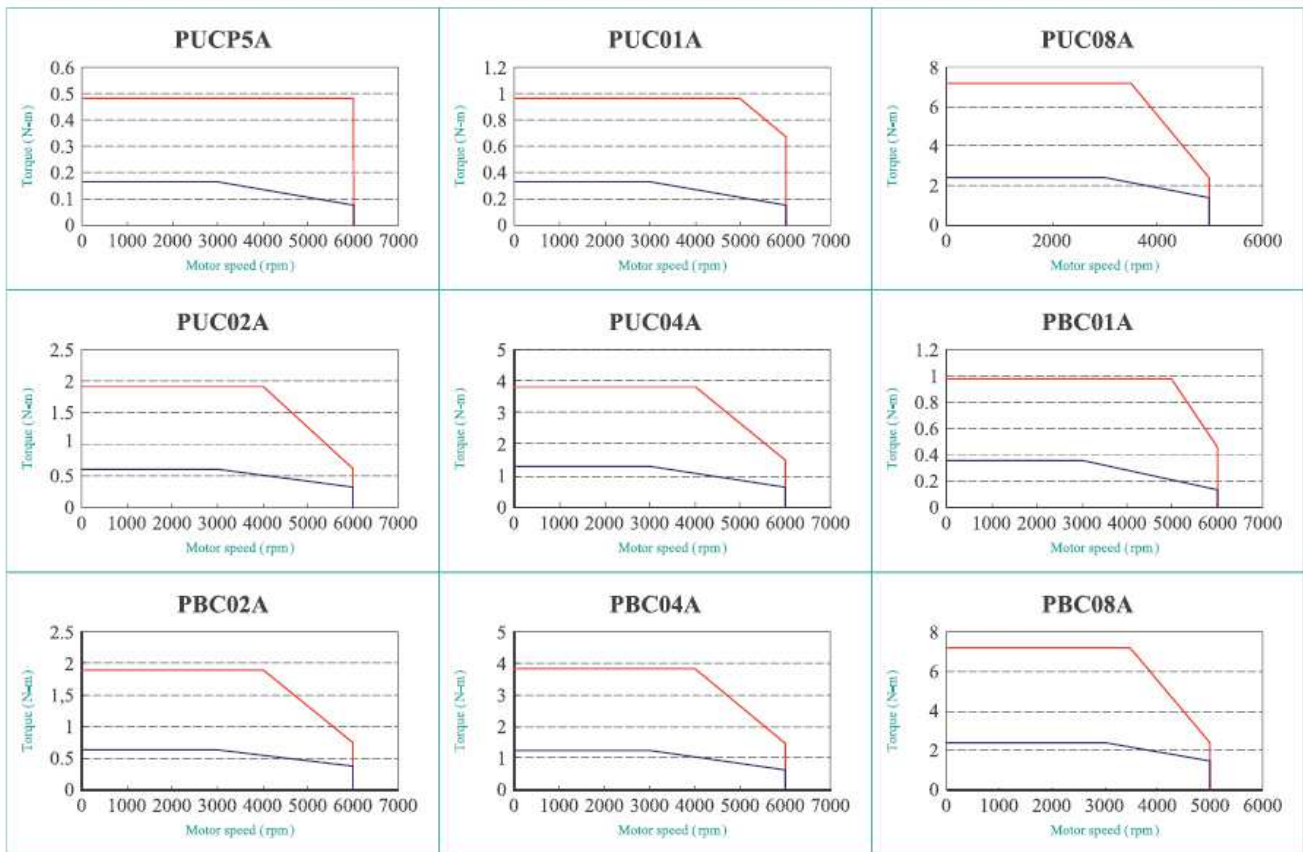 PUCP5A
0.6
0.5
0.4
0.3
0.2
0.1
0
Torque (N-m)
0 1000 2000 3000 4000 5000 6000 7000
Motor speed (rpm)
PUC01A
1.2
1
0.8
0.6
0.4
0.2
0
Torque (N-m)
0 1000 2000 3000 4000 5000 6000 7000
Motor speed (rpm)
PUC08A
8
6
4
2
0
Torque (N-m)
0 2000 4000 6000
Motor speed (rpm)
PUC02A
2.5
2
1.5
1
0.5
0
Torque (N-m)
0 1000 2000 3000 4000 5000 6000 7000
Motor speed (rpm)
PUC04A
5
4
3
2
1
0
Torque (N-m)
0 1000 2000 3000 4000 5000 6000 7000
Motor speed (rpm)
PBC01A
1.2
1
0.8
0.6
0.4
0.2
0
Torque (N-m)
0 1000 2000 3000 4000 5000 6000 7000
Motor speed (rpm)
PBC02A
2.5
2
1,5
1
0.5
0
Torque (N-m)
0 1000 2000 3000 4000 5000 6000 7000
Motor speed (rpm)
PBC04A
5
4
3
2
1
0
Torque (N-m)
0 1000 2000 3000 4000 5000 6000 7000
Motor speed (rpm)
PBC08A
8
6
4
2
0
Torque (N-m)
0 1000 2000 3000 4000 5000 6000
Motor speed (rpm)